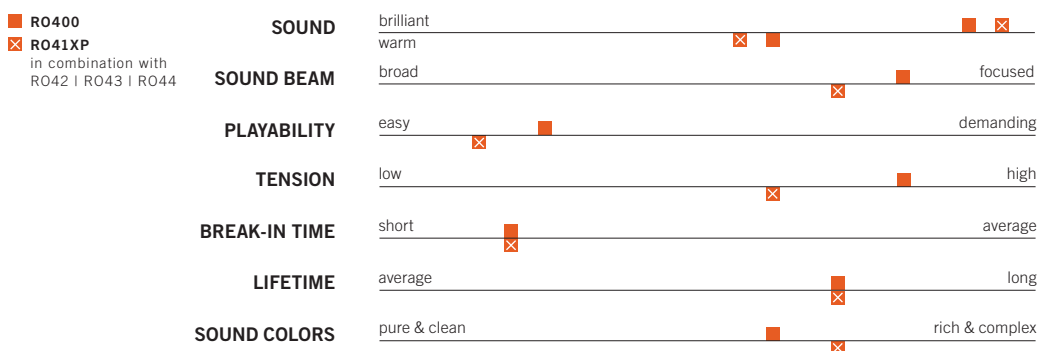 RO400
RO41XP
in combination with
RO42 | RO43 | RO44
SOUND
brilliant
warm
SOUND BEAM
broad
focused
PLAYABILITY
easy
demanding
TENSION
low
high
BREAK-IN TIME
short
average
LIFETIME
average
long
SOUND COLORS
pure & clean
rich & complex